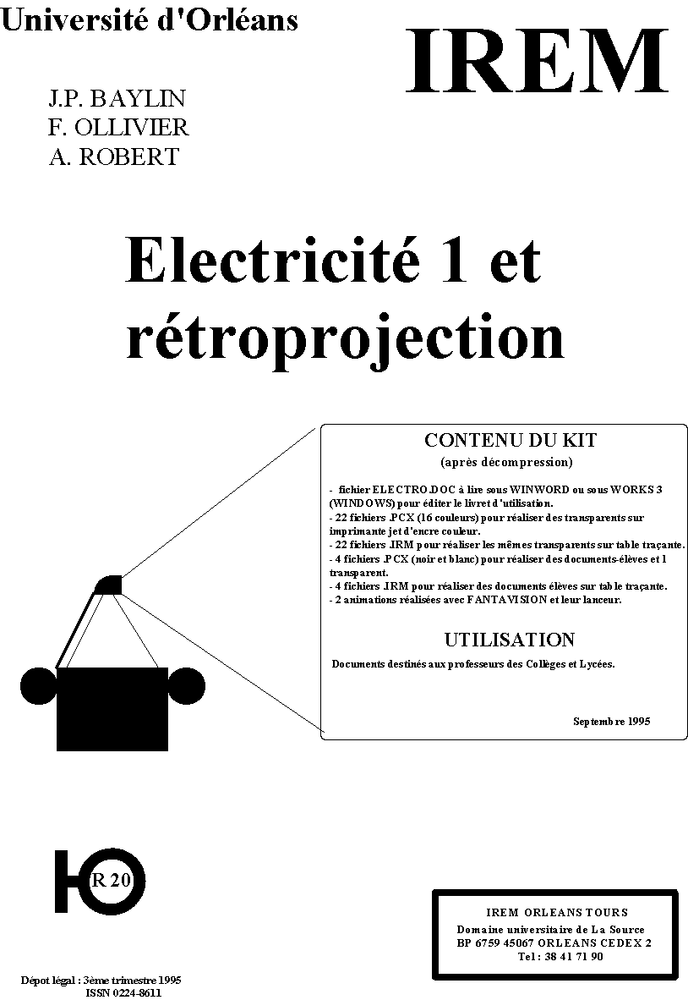 Université d'Orléans
IREM
J.P. BAYLIN
F. OLLIVIER
A. ROBERT
Electricité 1 et
rétroprojection
CONTENU DU KIT
(après décompression)
- fichier ELECTRO.DOC à lire sous WINWORD ou sous WORKS 3
(WINDOWS) pour éditer le livret d'utilisation.
- 22 fichiers .PCX (16 couleurs) pour réaliser des transparents sur
imprimante jet d'encre couleur.
- 22 fichiers .IRM pour réaliser les mêmes transparents sur table traçante.
- 4 fichiers .PCX (noir et blanc) pour réaliser des documents-élèves et 1
transparent.
- 4 fichiers .IRM pour réaliser des documents élèves sur table traçante.
- 2 animations réalisées avec FANTAVISION et leur lanceur.
UTILISATION
Documents destinés aux professeurs des Collèges et Lycées.
Septembre 1995
R 20
IREM ORLEANS TOURS
Domaine universitaire de La Source
BP 6759 45067 ORLEANS CEDEX 2
Tel : 38 41 71 90
Dépot légal : 3ème trimestre 1995
ISSN 0224-8611